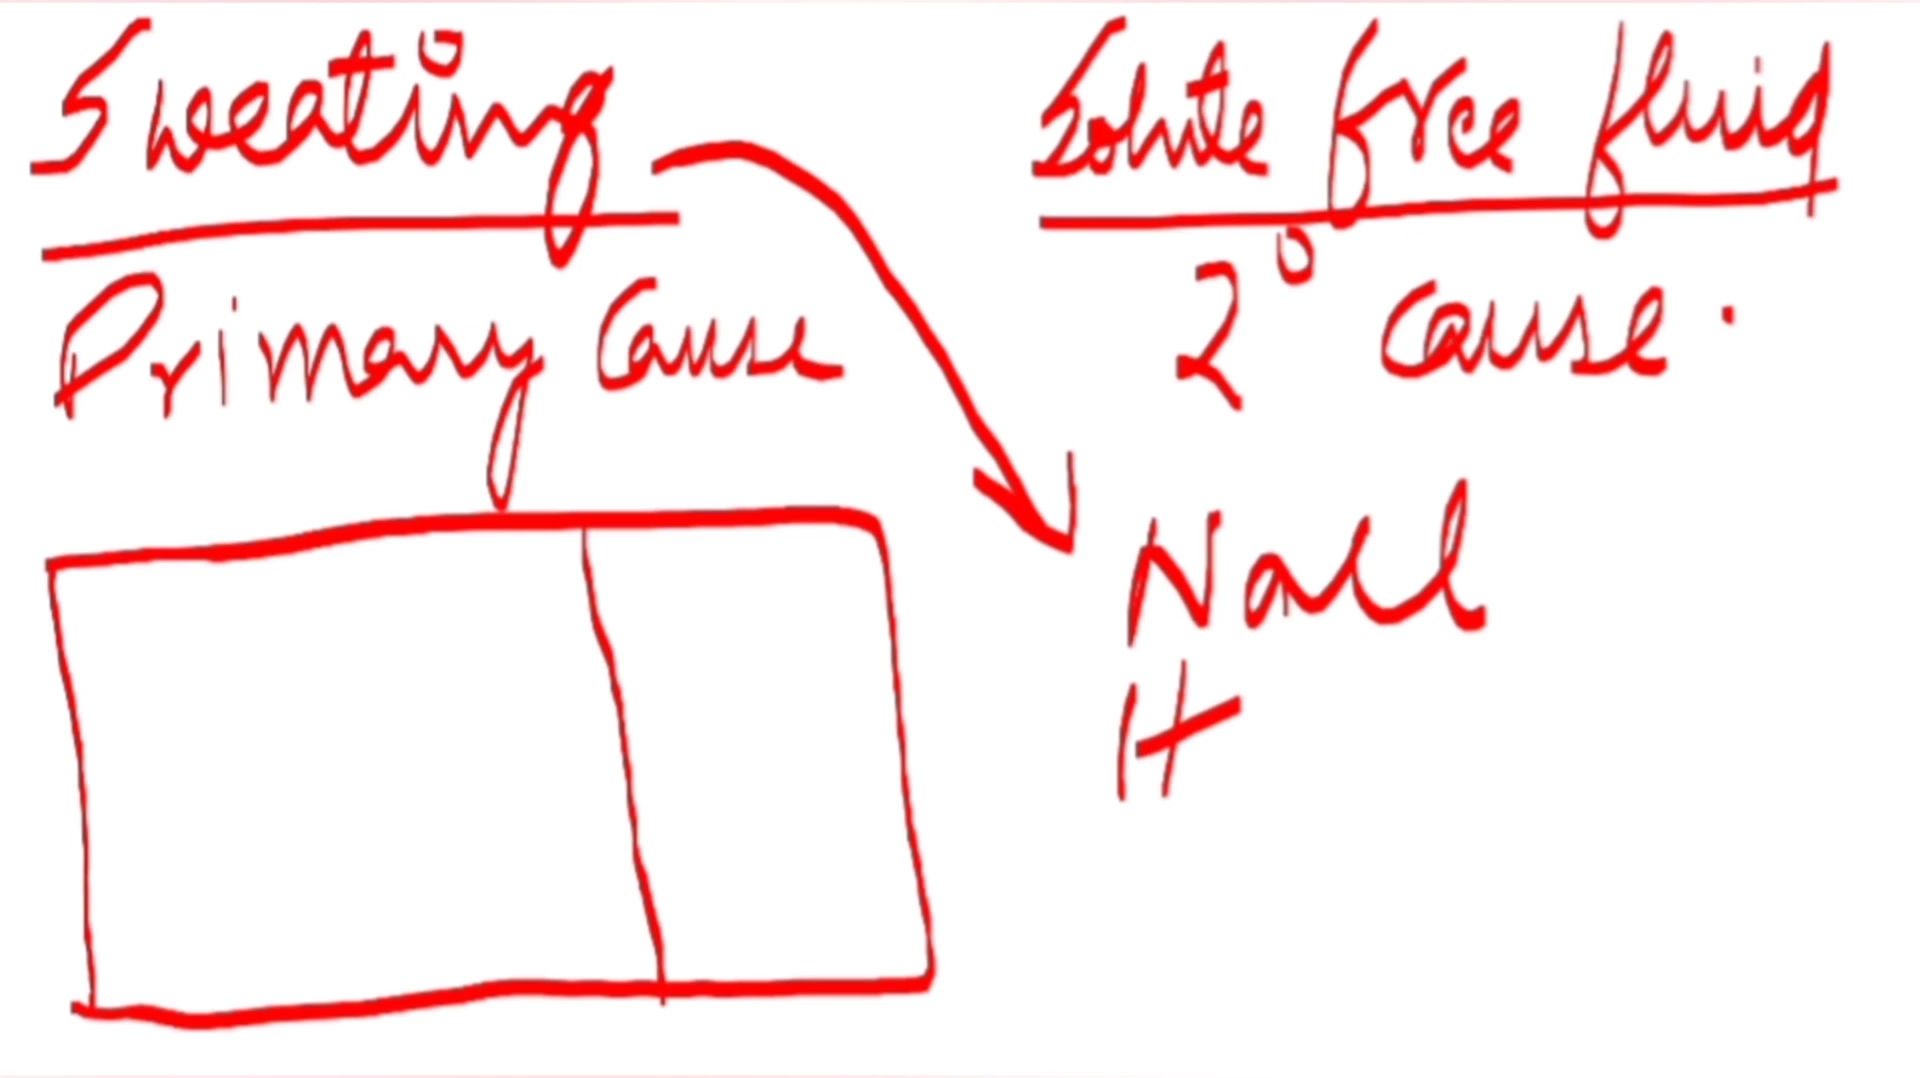 Sweating
Primary Cause
Solute free fluid
2° cause.
Nacl
H